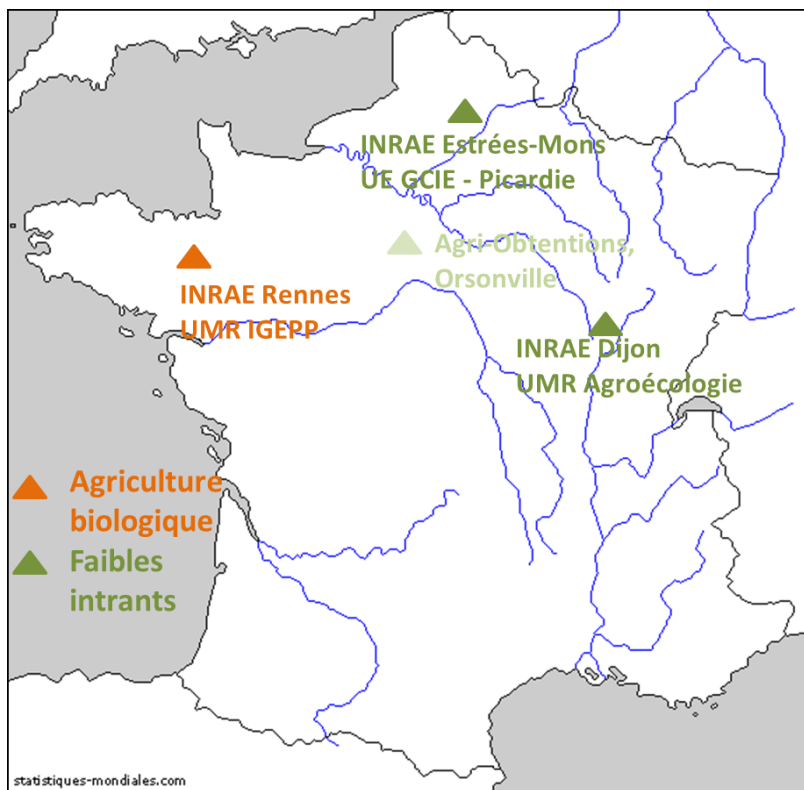 INRAE Estrées-Mons
UE GCIE - Picardie
Agri-Obtentions,
Orsonville
INRAE Rennes
UMR IGEPP
INRAE Dijon
UMR Agroécologie
Agriculture
biologique
Faibles
intrants
statistiques-mondiales.com